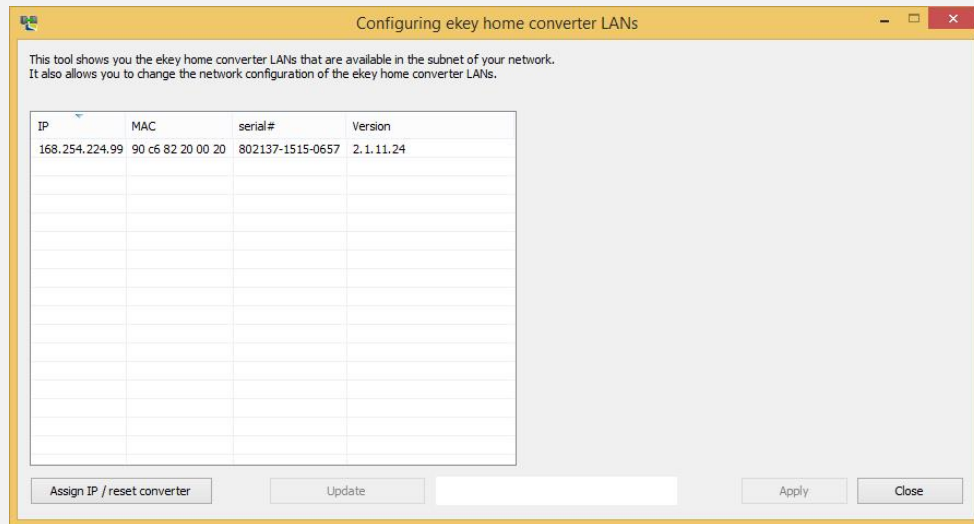 Configuring ekey home converter LANs
This tool shows you the ekey home converter LANs that are available in the subnet of your network.
It also allows you to change the network configuration of the ekey home converter LANs.
IP MAC serial# Version
168.254.224.99 90 c6 82 20 00 20 802137-1515-0657 2.1.11.24
Assign IP / reset converter Update Apply Close